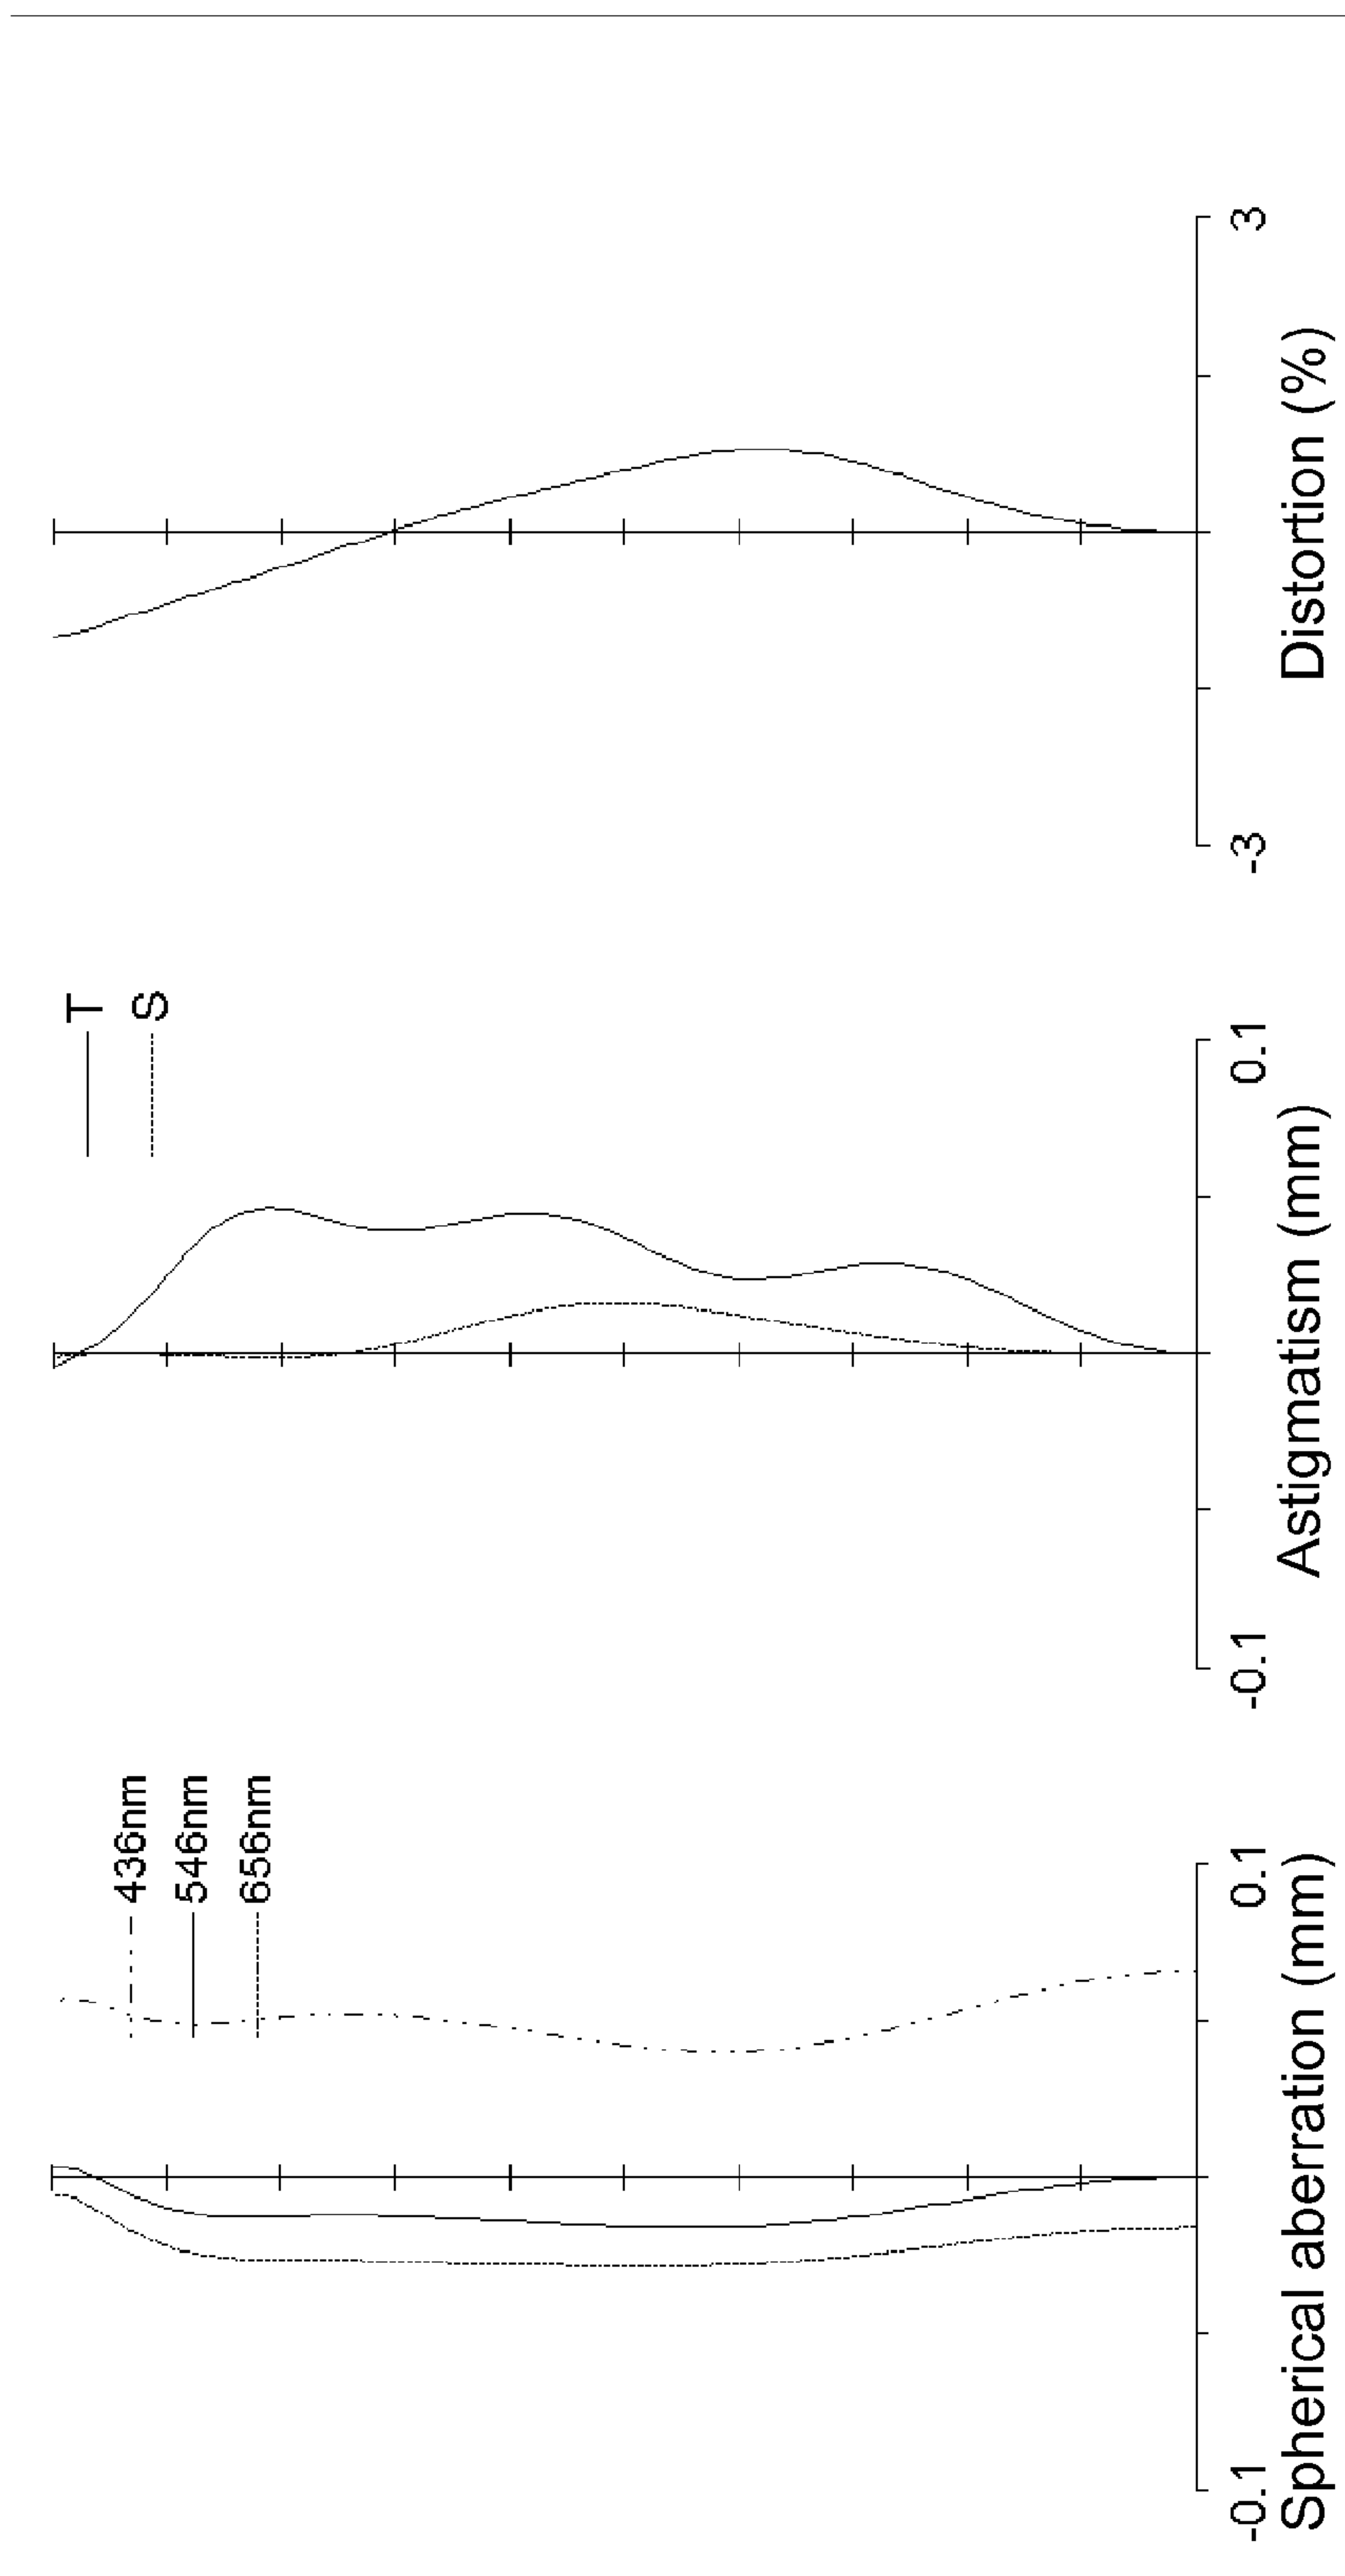 436nm
546nm
656nm
-0.1
0.1
Spherical aberration (mm)
T
S
-0.1
0.1
Astigmatism (mm)
-3
3
Distortion (%)